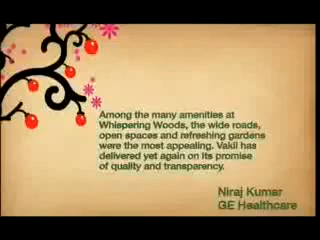 Among the many amenities at
Whispering Woods, the wide roads,
open spaces and refreshing gardens
were the most appealing. Vakil has
delivered yet again on its promise
of quality and transparency.
Niraj Kumar
GE Healthcare